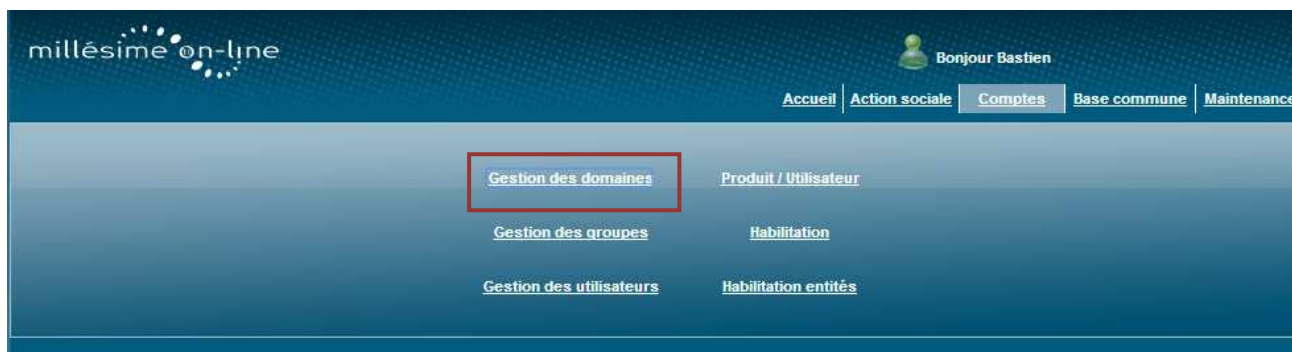 millésime on-line
Bonjour Bastien
Accueil Action sociale Comptes Base commune Maintenance
Gestion des domaines Produit / Utilisateur
Gestion des groupes Habilitation
Gestion des utilisateurs Habilitation entités